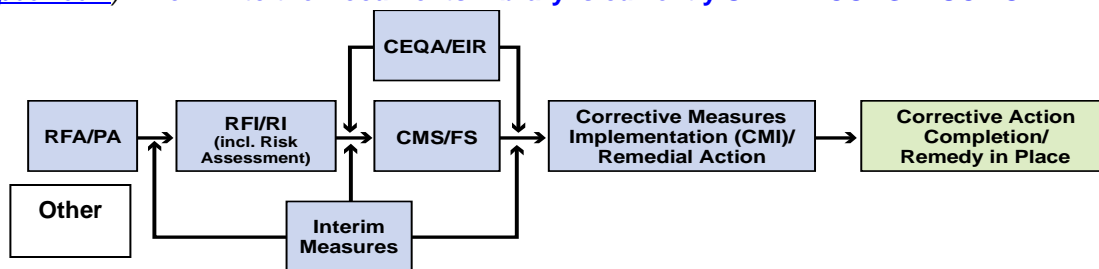 CEQA/EIR
RFA/PA
RFI/RI
(incl. Risk
Assessment)
CMS/FS
Corrective Measures
Implementation (CMI)/
Remedial Action
Corrective Action
Completion/
Remedy in Place
Other
Interim
Measures